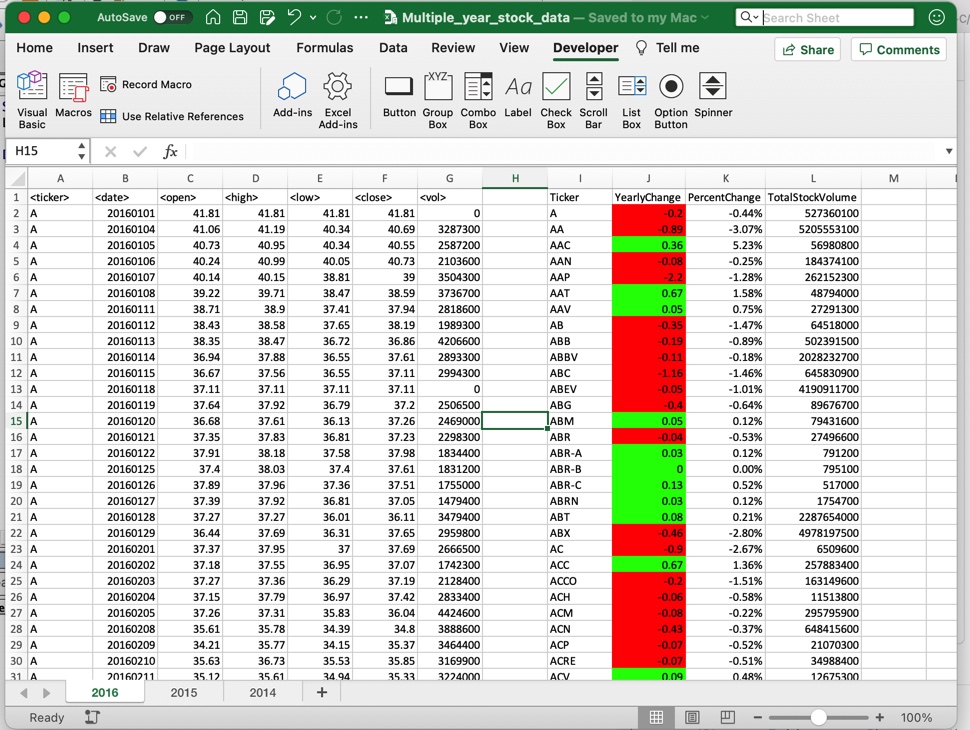 AutoSave OFF Multiple_year_stock_data — Saved to my Mac Search Sheet
Home Insert Draw Page Layout Formulas Data Review View Developer Tell me Share Comments
Visual Basic Macros Record Macro Use Relative References Add-ins Excel Add-ins Button Group Box Combo Box Label Check Box Scroll Bar List Box Option Button Spinner
XYZ Aa
H15 fx
A B C D E F G H I J K L M
1 <ticker> <date> <open> <high> <low> <close> <vol> Ticker YearlyChange PercentChange TotalStockVolume
2 A 20160101 41.81 41.81 41.81 41.81 0 A -0.2 -0.44% 527360100
3 A 20160104 41.06 41.19 40.34 40.69 3287300 AA -0.89 -3.07% 5205553100
4 A 20160105 40.73 40.95 40.34 40.55 2587200 AAC 0.36 5.23% 56980800
5 A 20160106 40.24 40.99 40.05 40.73 2103600 AAN -0.08 -0.25% 184374100
6 A 20160107 40.14 40.15 38.81 39 3504300 AAP -2.2 -1.28% 262152300
7 A 20160108 39.22 39.71 38.47 38.59 3736700 AAT 0.67 1.58% 48794000
8 A 20160111 38.71 38.9 37.41 37.94 2818600 AAV 0.05 0.75% 27291300
9 A 20160112 38.43 38.58 37.65 38.19 1989300 AB -0.35 -1.47% 64518000
10 A 20160113 38.35 38.47 36.72 36.86 4206600 ABB -0.19 -0.89% 502391500
11 A 20160114 36.94 37.88 36.55 37.61 2893300 ABBV -0.11 -0.18% 2028232700
12 A 20160115 36.67 37.56 36.55 37.11 2994300 ABC -1.16 -1.46% 645830900
13 A 20160118 37.11 37.11 37.11 37.11 0 ABEV -0.05 -1.01% 4190911700
14 A 20160119 37.64 37.92 36.79 37.2 2506500 ABG -0.4 -0.64% 89676700
15 A 20160120 36.68 37.61 36.13 37.26 2469000 ABM 0.05 0.12% 79431600
16 A 20160121 37.35 37.83 36.81 37.23 2298300 ABR -0.04 -0.53% 27496600
17 A 20160122 37.91 38.18 37.58 37.98 1834400 ABR-A 0.03 0.12% 791200
18 A 20160125 37.4 38.03 37.4 37.61 1831200 ABR-B 0 0.00% 795100
19 A 20160126 37.89 37.96 37.36 37.51 1755000 ABR-C 0.13 0.52% 517000
20 A 20160127 37.39 37.92 36.81 37.05 1479400 ABRN 0.03 0.12% 1754700
21 A 20160128 37.27 37.27 36.01 36.11 3479400 ABT 0.08 0.21% 2287654000
22 A 20160129 36.44 37.69 36.31 37.65 2959800 ABX -0.46 -2.80% 4978197500
23 A 20160201 37.37 37.95 37 37.69 2666500 AC -0.9 -2.67% 6509600
24 A 20160202 37.18 37.55 36.95 37.07 1742300 ACC 0.67 1.36% 257883400
25 A 20160203 37.27 37.36 36.29 37.19 2128400 ACCO -0.2 -1.51% 163149600
26 A 20160204 37.15 37.79 36.97 37.42 2833400 ACH -0.06 -0.58% 11513800
27 A 20160205 37.26 37.31 35.83 36.04 4424600 ACM -0.08 -0.22% 295795900
28 A 20160208 35.61 35.78 34.39 34.8 3888600 ACN -0.43 -0.37% 648415600
29 A 20160209 34.21 35.77 34.15 35.37 3464400 ACP -0.07 -0.52% 21070300
30 A 20160210 35.63 36.73 35.53 35.85 3169900 ACRE -0.07 -0.51% 34988400
31 A 20160211 35.12 35.61 34.94 35.33 3224000 ACV 0.09 0.48% 12675300
2016 2015 2014
Ready 100%